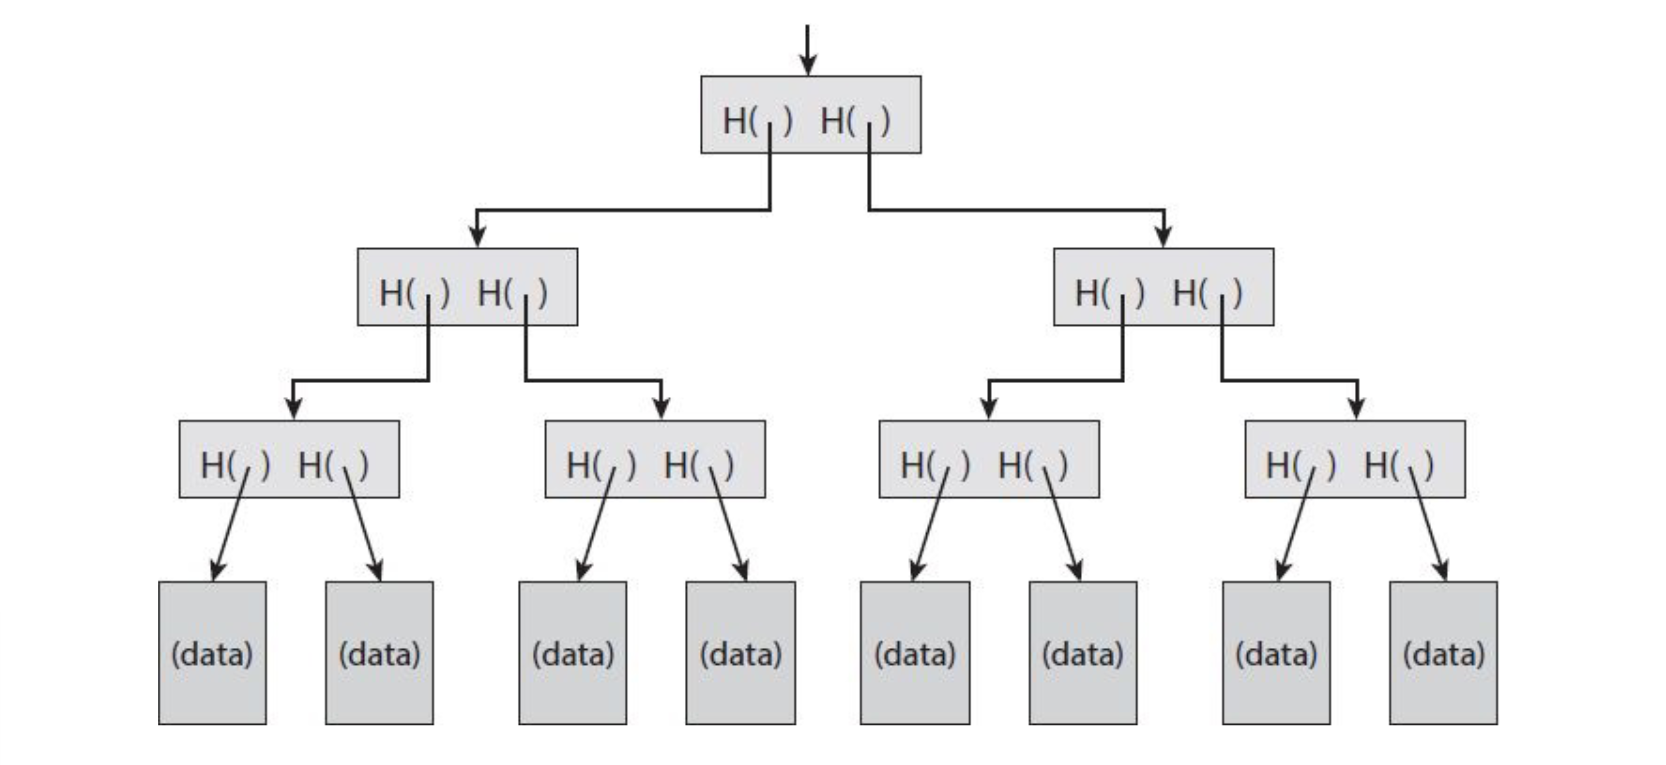 H( ) H( )
H( ) H( ) H( ) H( )
H( ) H( ) H( ) H( ) H( ) H( ) H( ) H( )
(data) (data) (data) (data) (data) (data) (data) (data)